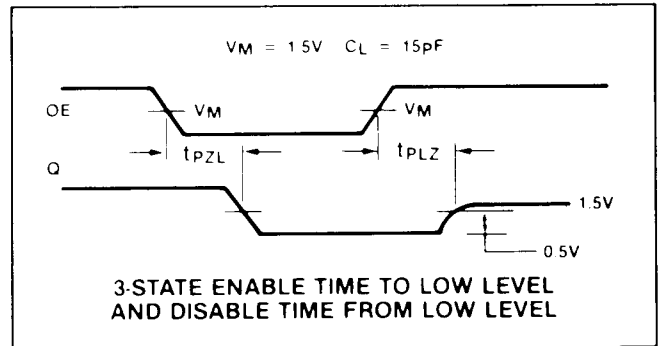 VM = 1.5V CL = 15pF
OE
VM
VM
tPZL
tPLZ
Q
1.5V
0.5V
3-STATE ENABLE TIME TO LOW LEVEL
AND DISABLE TIME FROM LOW LEVEL